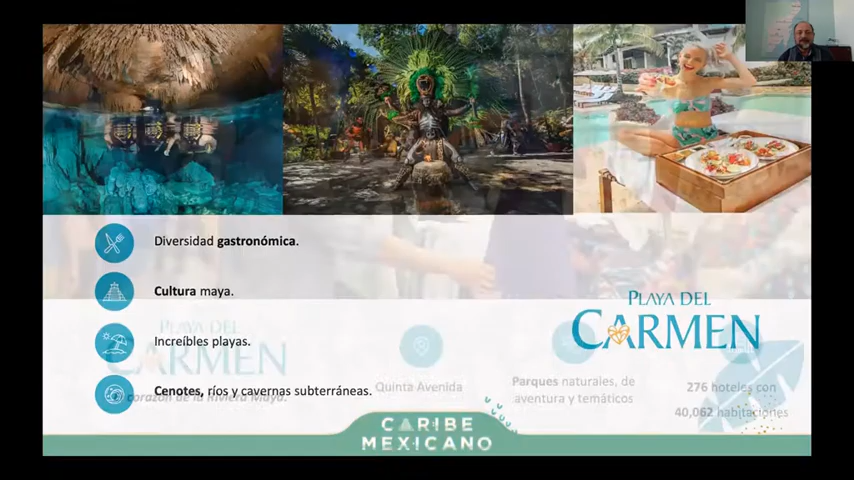 Diversidad gastronómica.
Cultura maya.
Increíbles playas.
Cenotes, ríos y cavernas subterráneas.
PLAYA DEL
CARMEN
PLAYA DEL
CARMEN
corazón de la Riviera Maya.
Quinta Avenida
Parques naturales, de
aventura y temáticos
276 hoteles con
40,062 habitaciones
CARIBE
MEXICANO